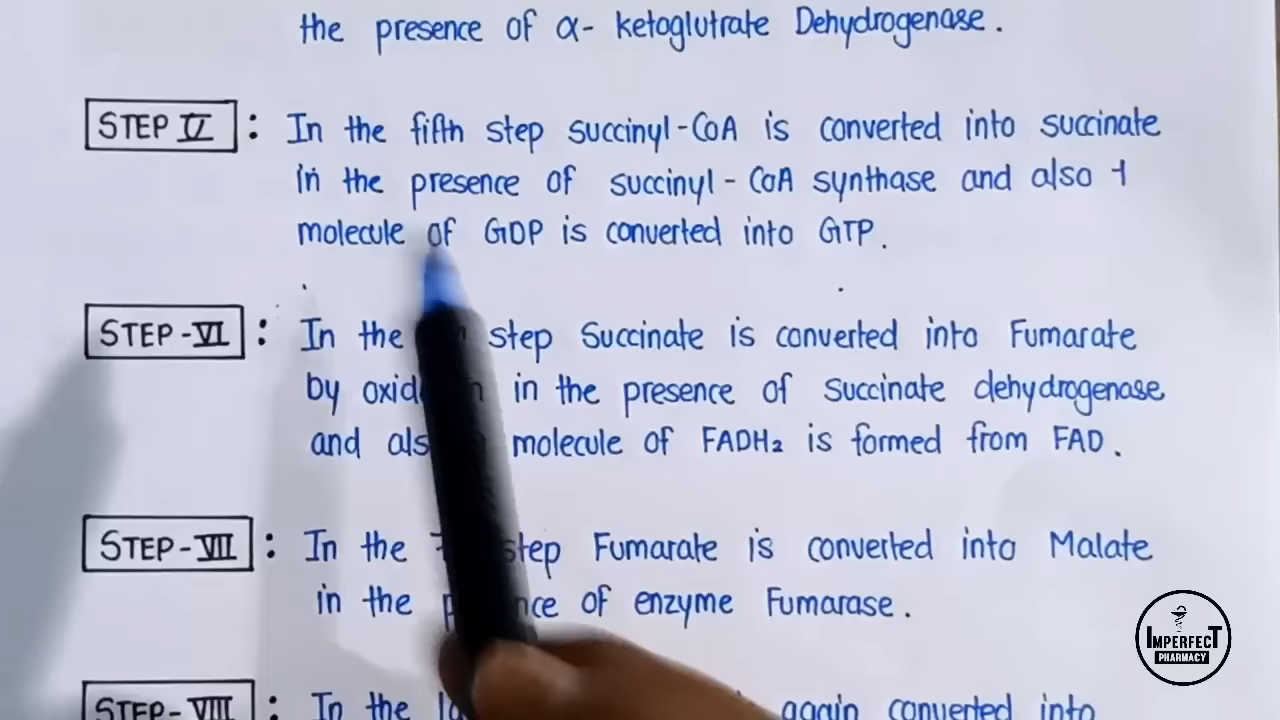 the presence of α- ketoglutrate Dehydrogenase.
STEP V : In the fifth step succinyl-CoA is converted into succinate
in the presence of succinyl - CoA synthase and also 1
molecule of GDP is converted into GTP.
STEP-VI : In the step Succinate is converted into Fumarate
by in the presence of succinate dehydrogenase
and molecule of FADH₂ is formed from FAD.
STEP-VII : In the step Fumarate is converted into Malate
in the of enzyme Fumarase.
STEP-VIII : In the again converted into
IMPERFECT
PHARMACY